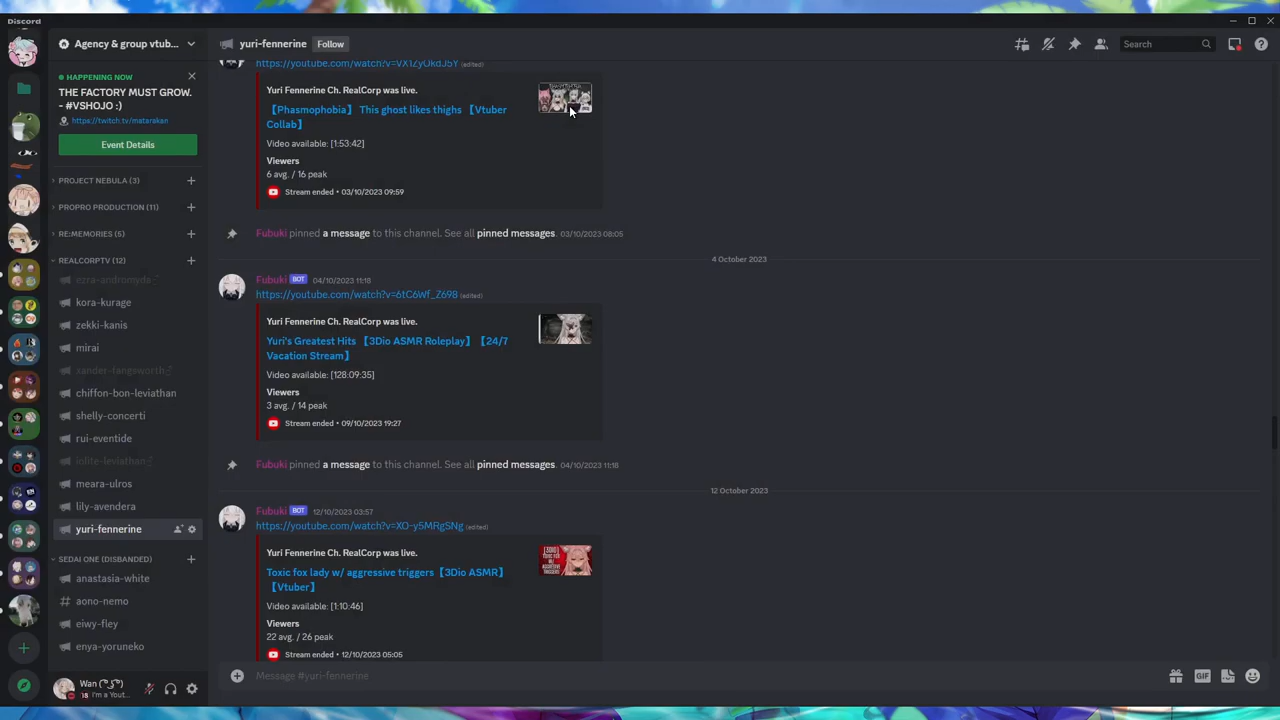 Discord
Agency & group vtub...
HAPPENING NOW
THE FACTORY MUST GROW.
- #VSHOJO :)
https://twitch.tv/matarakan
Event Details
PROJECT NEBULA (3)
PROPRO PRODUCTION (11)
RE:MEMORIES (5)
REALCORPTV (12)
ezra-andromyda-
kora-kurage
zekki-kanis
mirai
xander-tangeworth
chiffon-bon-leviathan
shelly-concerti
rui-eventide
iolite-leviathan
meara-ulros
lily-avendera
yuri-fennerine
SEDAI ONE (DISBANDED)
anastasia-white
aono-nemo
eiwy-fley
enya-yoruneko
Wan ( ͡° ͜ʖ ͡°)
I'm a Yout...
yuri-fennerine
Follow
Search
https://youtube.com/watch?v=VX1ZyOkdJ5Y (edited)
Yuri Fennerine Ch. RealCorp was live.
【Phasmophobia】 This ghost likes thighs 【Vtuber
Collab】
Video available: [1:53:42]
Viewers
6 avg. / 16 peak
Stream ended • 03/10/2023 09:59
Fubuki pinned a message to this channel. See all pinned messages. 03/10/2023 08:05
4 October 2023
Fubuki BOT 04/10/2023 11:18
https://youtube.com/watch?v=6tC6Wf_Z698 (edited)
Yuri Fennerine Ch. RealCorp was live.
Yuri's Greatest Hits 【3Dio ASMR Roleplay】【24/7
Vacation Stream】
Video available: [128:09:35]
Viewers
3 avg. / 14 peak
Stream ended • 09/10/2023 19:27
Fubuki pinned a message to this channel. See all pinned messages. 04/10/2023 11:18
12 October 2023
Fubuki BOT 12/10/2023 03:57
https://youtube.com/watch?v=XO-y5MRgSNg (edited)
Yuri Fennerine Ch. RealCorp was live.
Toxic fox lady w/ aggressive triggers【3Dio ASMR】
【Vtuber】
Video available: [1:10:46]
Viewers
22 avg. / 26 peak
Stream ended • 12/10/2023 05:05
Message #yuri-fennerine
GIF